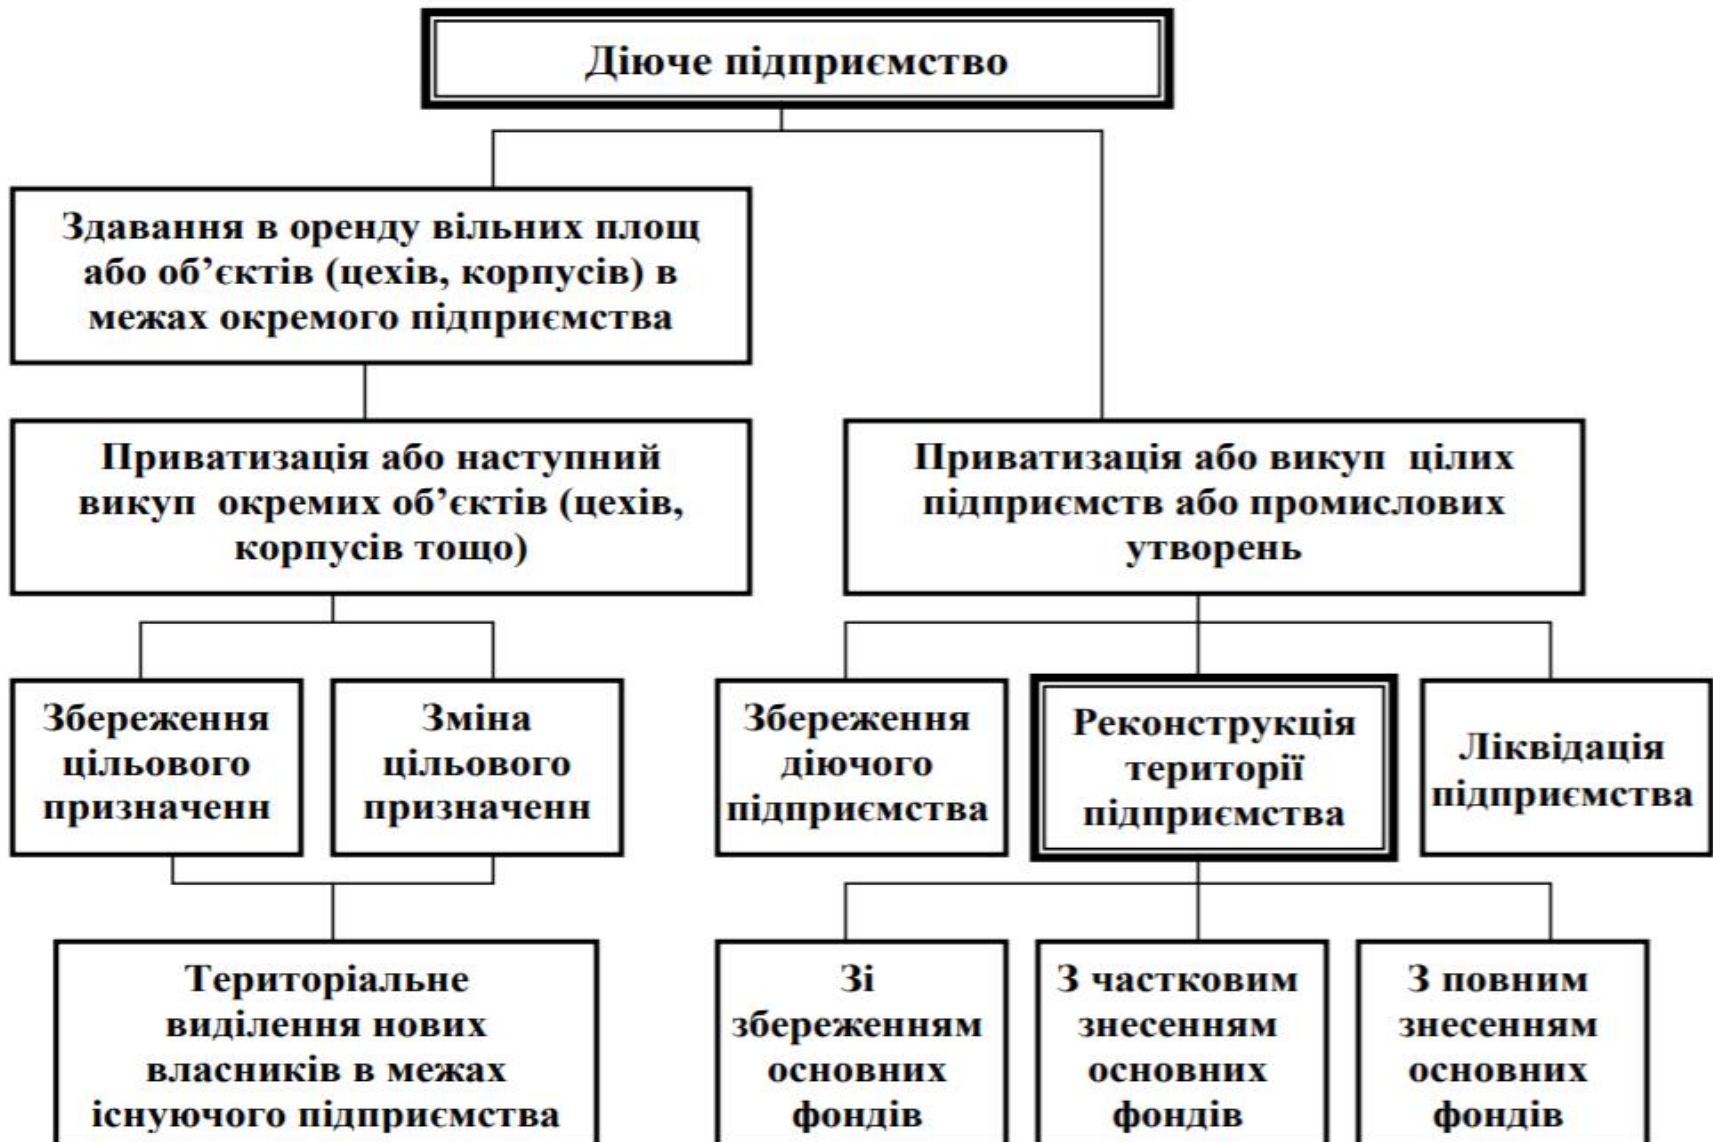 Діюче підприємство
Здавання в оренду вільних площ
або об’єктів (цехів, корпусів) в
межах окремого підприємства
Приватизація або наступний
викуп окремих об’єктів (цехів,
корпусів тощо)
Приватизація або викуп цілих
підприємств або промислових
утворень
Збереження
цільового
призначенн
Зміна
цільового
призначенн
Збереження
діючого
підприємства
Реконструкція
території
підприємства
Ліквідація
підприємства
Територіальне
виділення нових
власників в межах
існуючого підприємства
Зі
збереженням
основних
фондів
З частковим
знесенням
основних
фондів
З повним
знесенням
основних
фондів